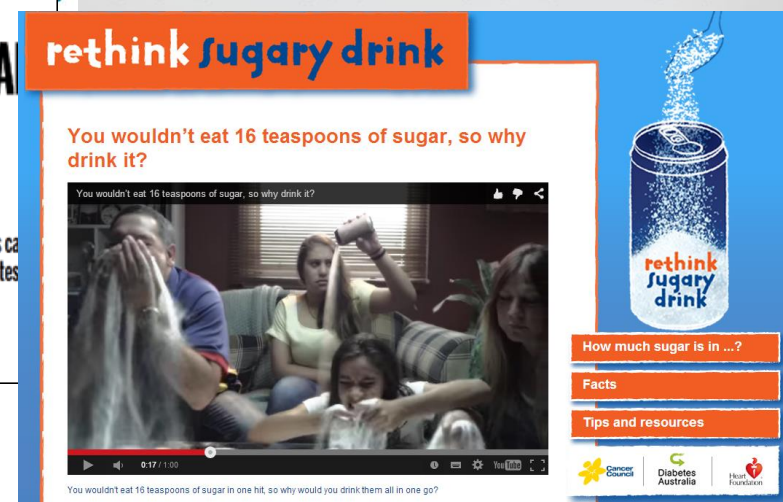 rethink sugary drink
You wouldn't eat 16 teaspoons of sugar, so why
drink it?
You wouldn't eat 16 teaspoons of sugar, so why drink it?
0:17 / 1:00
YouTube
You wouldn't eat 16 teaspoons of sugar in one hit, so why would you drink them all in one go?
rethink
sugary
drink
How much sugar is in ...?
Facts
Tips and resources
Cancer
Council
Diabetes
Australia
Heart
Foundation